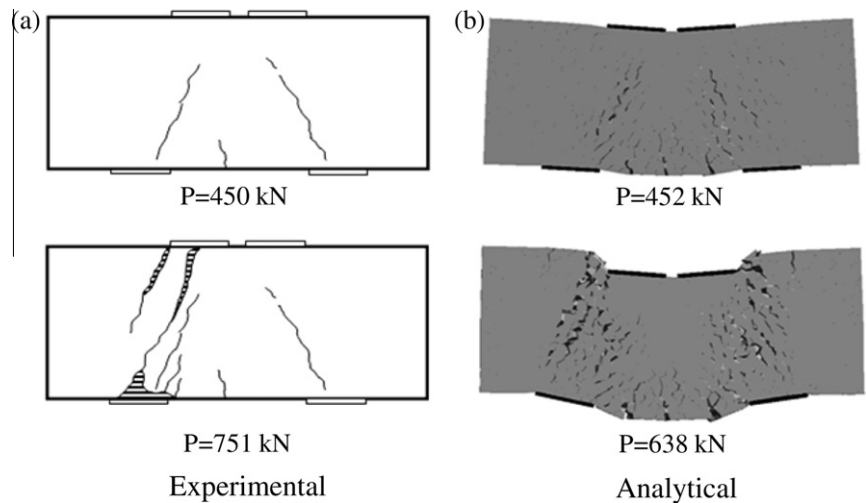 (a)
(b)
P=450 kN
P=452 kN
P=751 kN
P=638 kN
Experimental
Analytical